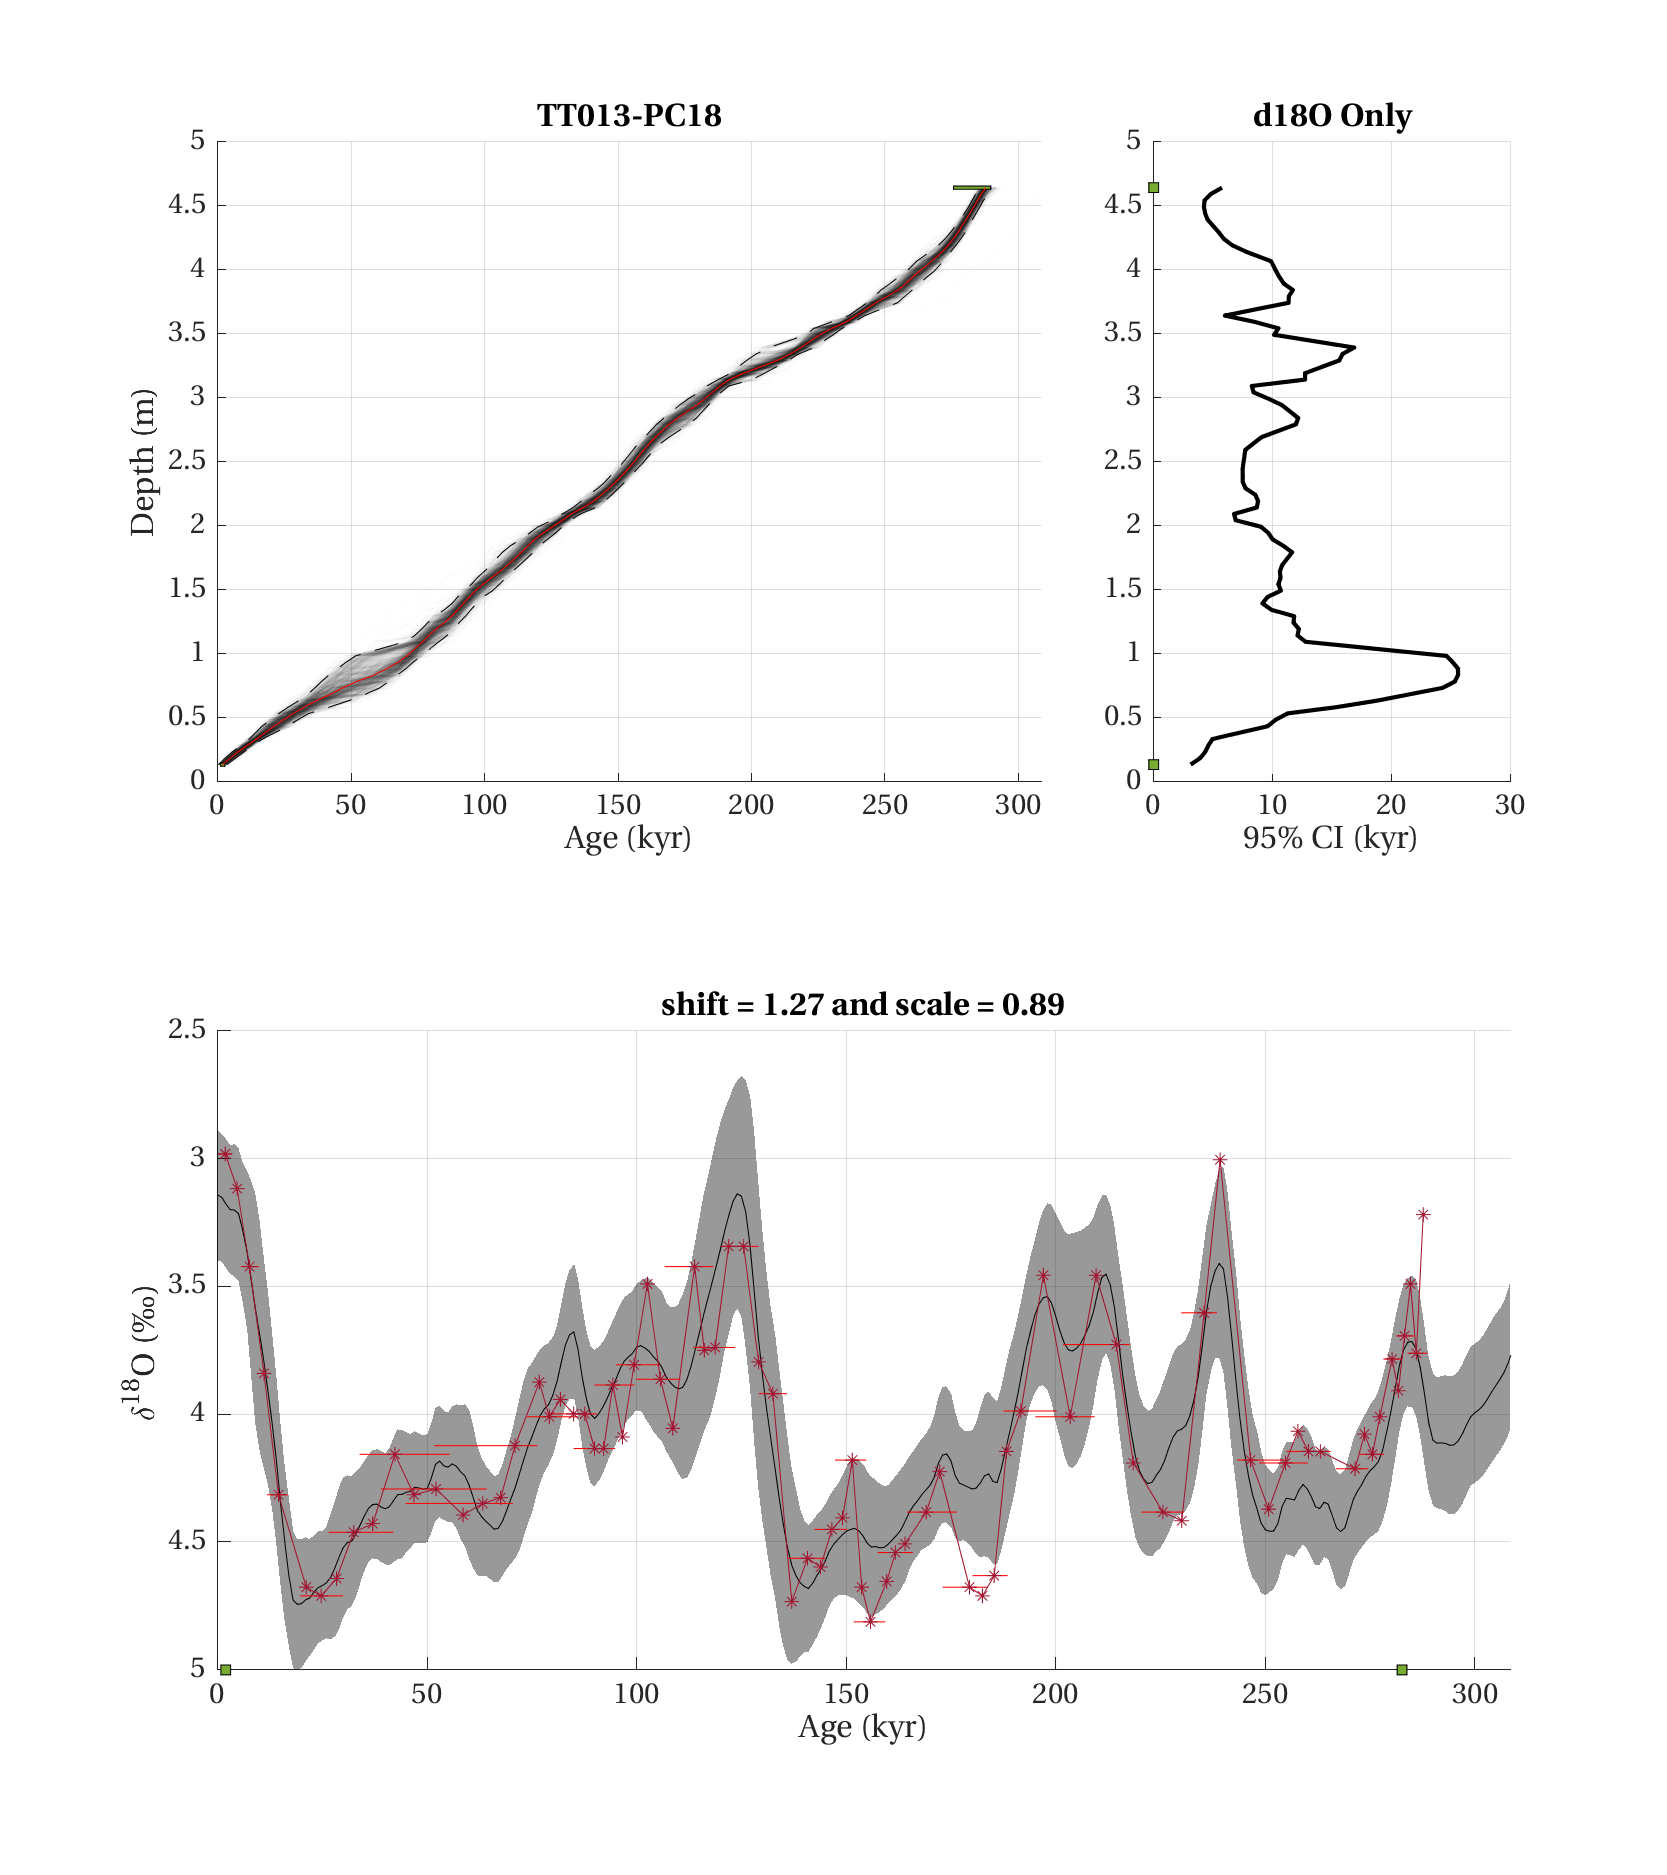 TT013-PC18
5
4.5
4
3.5
3
2.5
2
1.5
1
0.5
0
Depth (m)
0 50 100 150 200 250 300
Age (kyr)
d18O Only
5
4.5
4
3.5
3
2.5
2
1.5
1
0.5
0
0 10 20 30
95% CI (kyr)
shift = 1.27 and scale = 0.89
2.5
3
3.5
4
4.5
5
δ¹⁸O (‰)
0 50 100 150 200 250 300
Age (kyr)